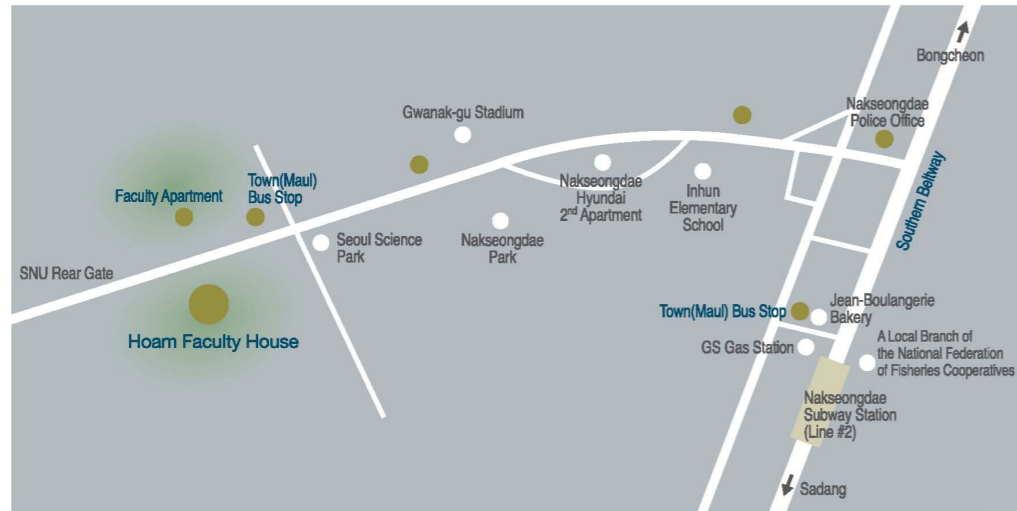 Bongcheon
Nakseongdae
Police Office
Gwanak-gu Stadium
Southern Beltway
Faculty Apartment
Town(Maul)
Bus Stop
Nakseongdae
Hyundai
2nd Apartment
Inhun
Elementary
School
Seoul Science
Park
Nakseongdae
Park
SNU Rear Gate
Hoam Faculty House
Town(Maul) Bus Stop
Jean-Boulangerie
Bakery
GS Gas Station
A Local Branch of
the National Federation
of Fisheries Cooperatives
Nakseongdae
Subway Station
(Line #2)
Sadang